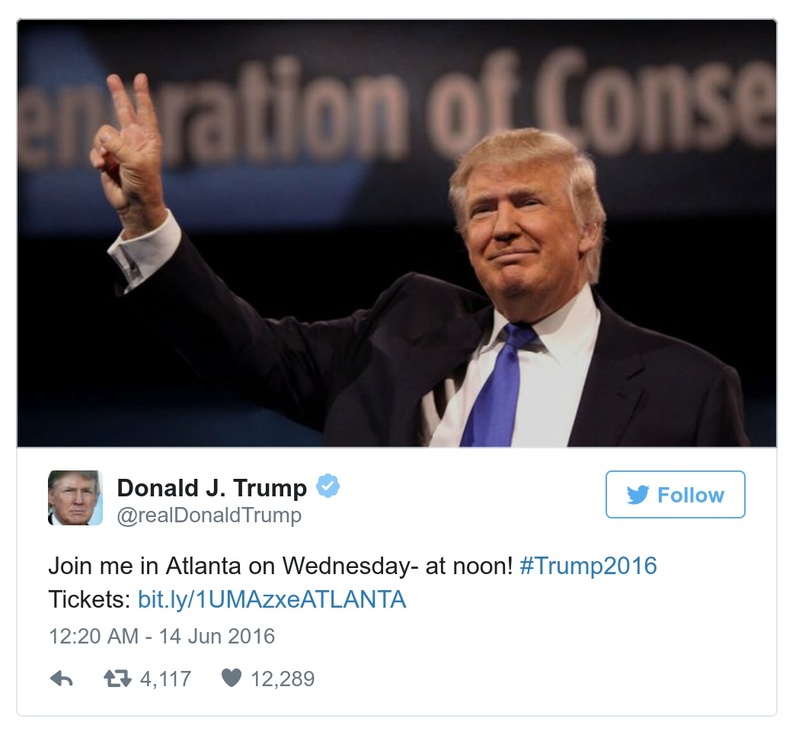 eneration of Conse
Donald J. Trump
@realDonaldTrump
Follow
Join me in Atlanta on Wednesday- at noon! #Trump2016
Tickets: bit.ly/1UMAzxeATLANTA
12:20 AM - 14 Jun 2016
4,117 12,289